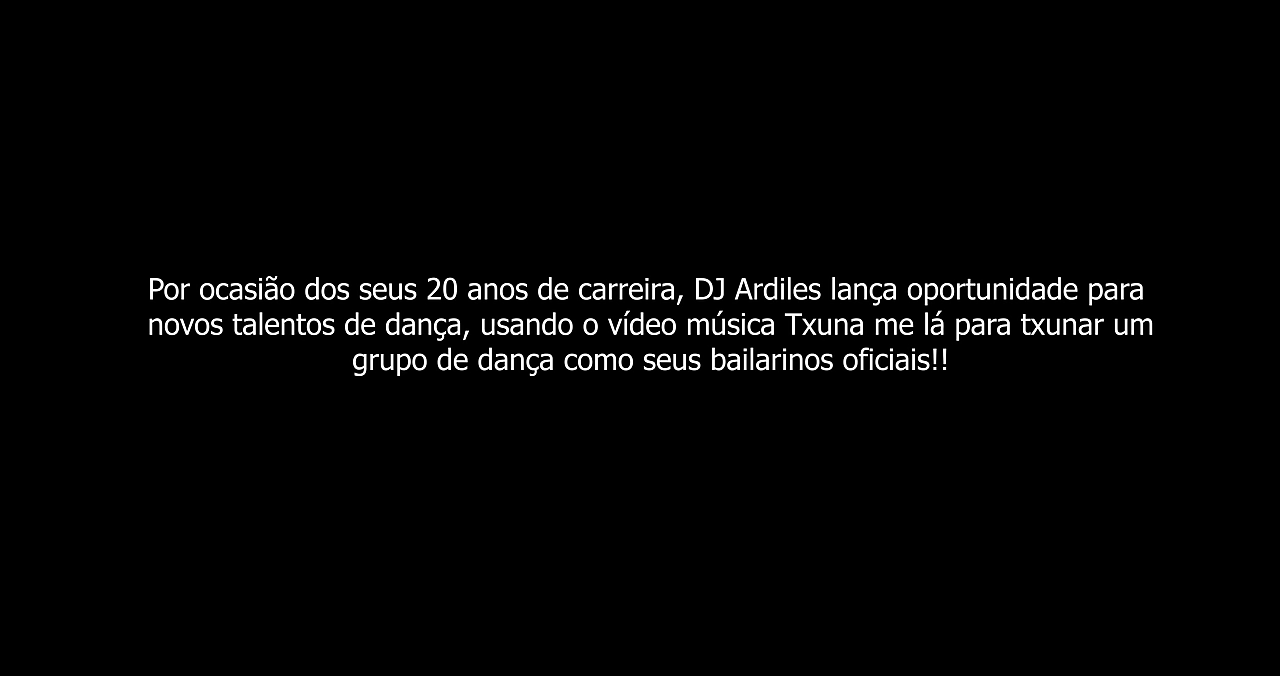 Por ocasião dos seus 20 anos de carreira, DJ Ardiles lança oportunidade para
novos talentos de dança, usando o vídeo música Txuna me lá para txunar um
grupo de dança como seus bailarinos oficiais!!